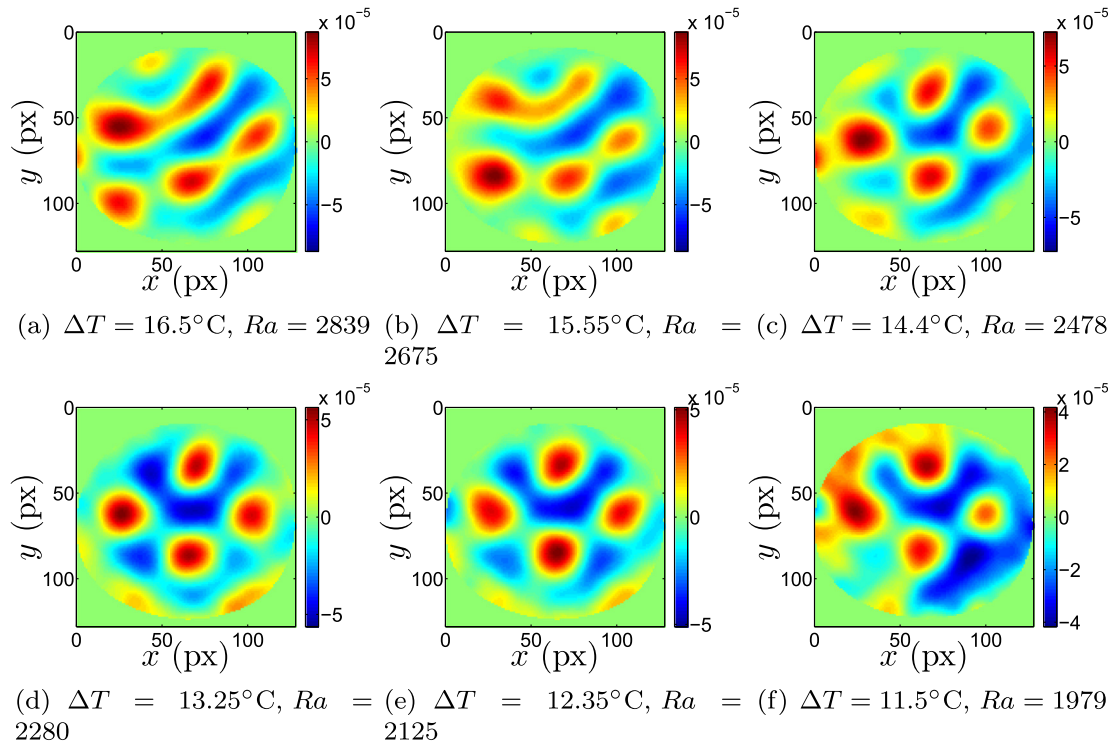 x 10⁻⁵ x 10⁻⁵ x 10⁻⁵
0 0 0
50 50 50
100 100 100
y (px) y (px) y (px)
5 5 5
0 0 0
−5 −5 −5
0 50 100 0 50 100 0 50 100
x (px) x (px) x (px)
(a) ΔT = 16.5°C, Ra = 2839 (b) ΔT = 15.55°C, Ra = (c) ΔT = 14.4°C, Ra = 2478
2675
x 10⁻⁵ x 10⁻⁵ x 10⁻⁵
0 0 0
50 50 50
100 100 100
y (px) y (px) y (px)
5 5 4
2
0 0 0
−2
−5 −5 −4
0 50 100 0 50 100 0 50 100
x (px) x (px) x (px)
(d) ΔT = 13.25°C, Ra = (e) ΔT = 12.35°C, Ra = (f) ΔT = 11.5°C, Ra = 1979
2280 2125